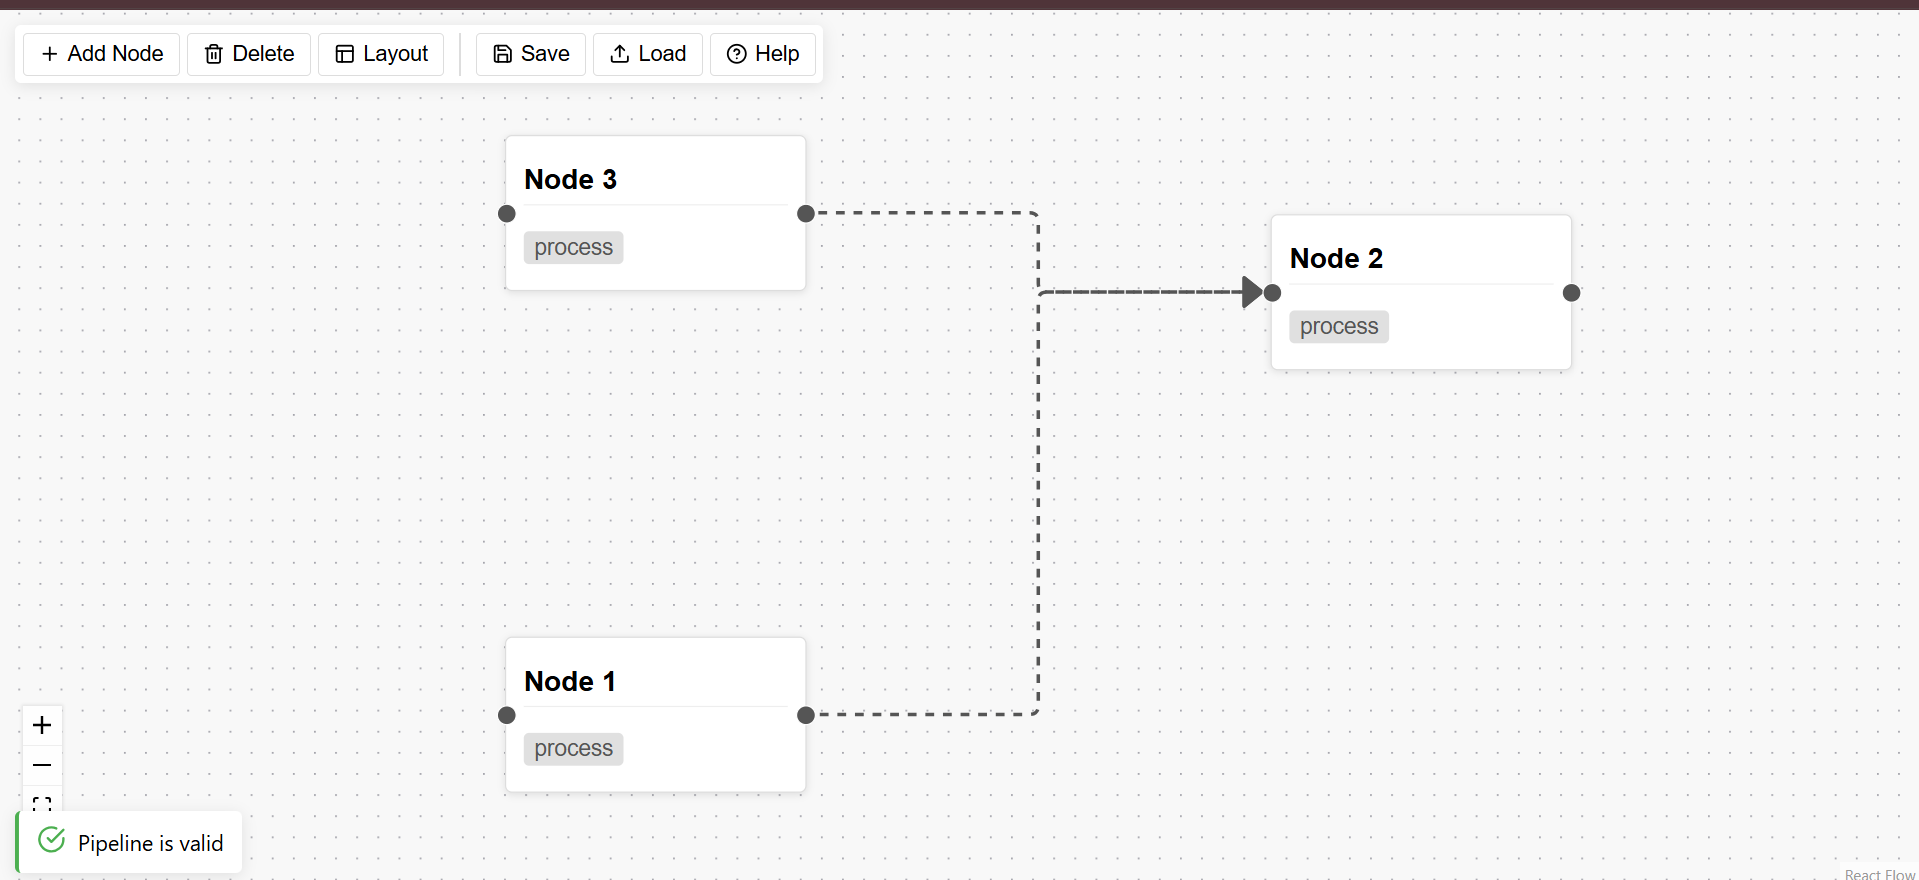 Add Node Delete Layout Save Load Help
Node 3
process
Node 2
process
Node 1
process
Pipeline is valid
React Flow